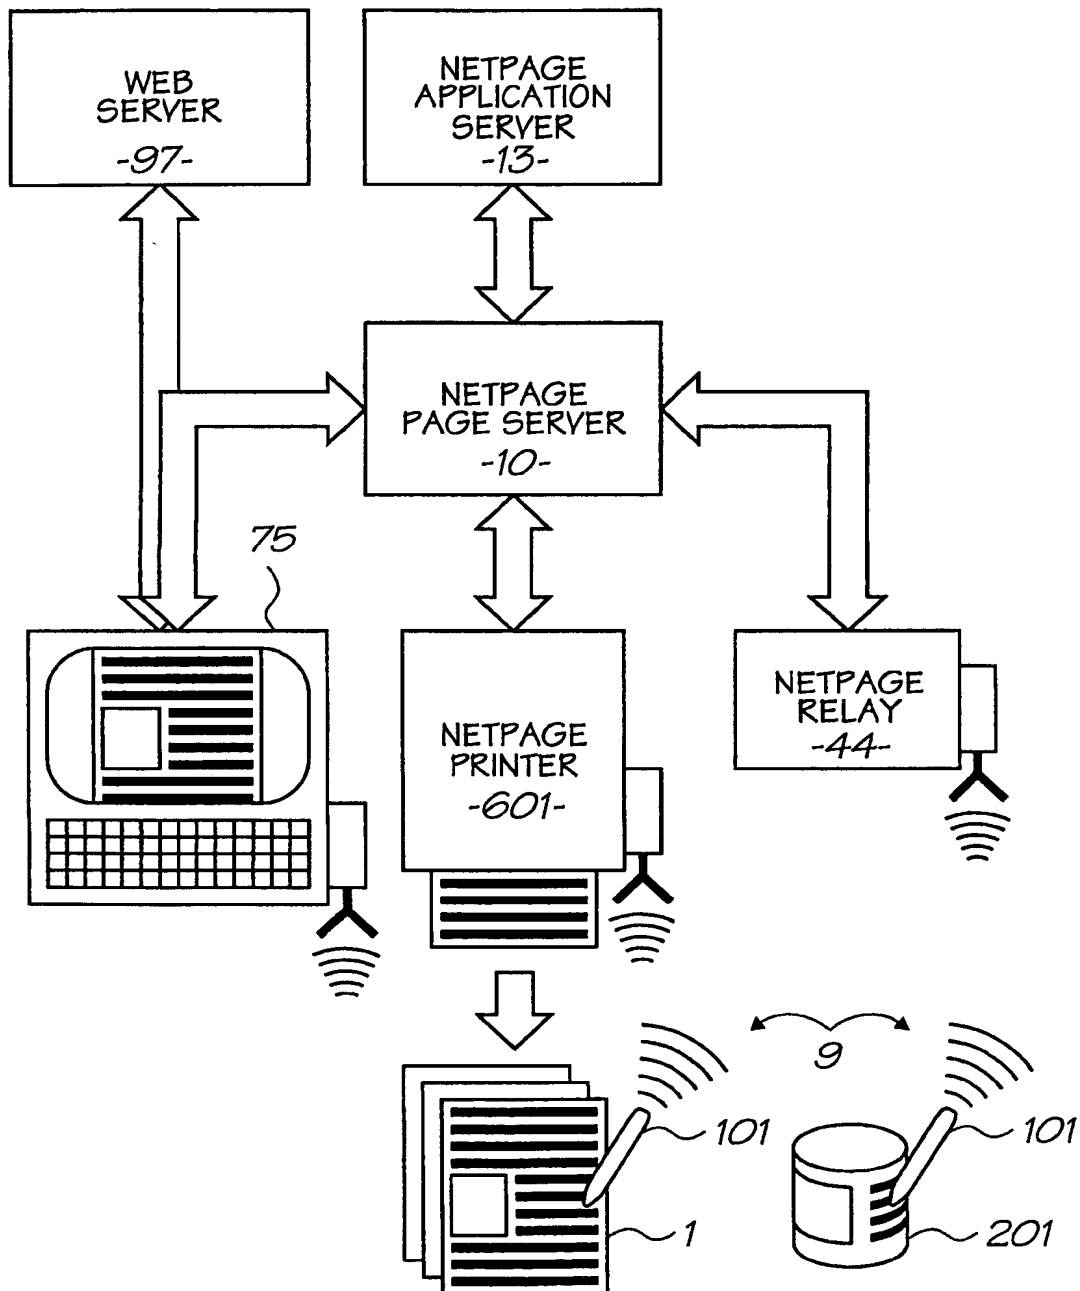 WEB
SERVER
-97-
NETPAGE
APPLICATION
SERVER
-13-
NETPAGE
PAGE SERVER
-10-
75
NETPAGE
PRINTER
-601-
NETPAGE
RELAY
-44-
9
101
101
1
201